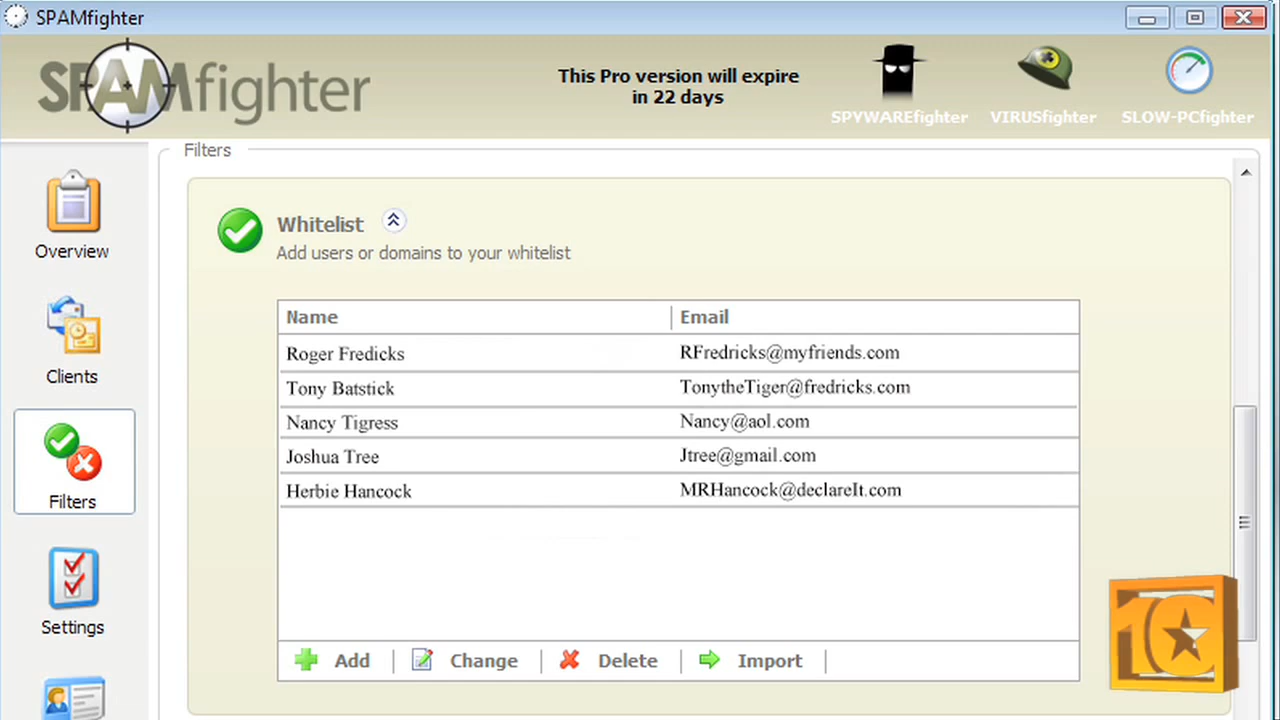 SPAMfighter
SPAMfighter
This Pro version will expire
in 22 days
SPYWAREfighter
VIRUSfighter
SLOW-PCfighter
Overview
Clients
Filters
Settings
Filters
Whitelist
Add users or domains to your whitelist
Name Email
Roger Fredicks RFredricks@myfriends.com
Tony Batstick TonytheTiger@fredricks.com
Nancy Tigress Nancy@aol.com
Joshua Tree Jtree@gmail.com
Herbie Hancock MRHancock@declareIt.com
Add Change Delete Import
10